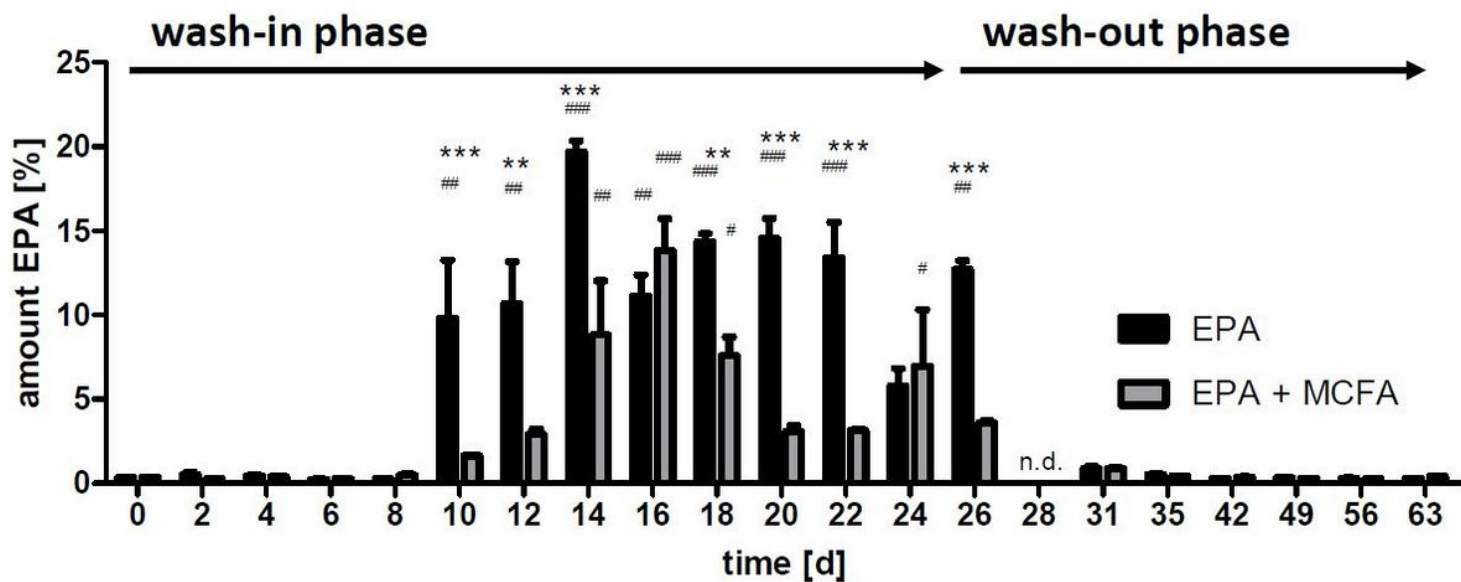 wash-in phase wash-out phase
25
*** 
### ***
20
*** ** ### ** *** *** ***
## ## ## ## ### ### ### ### ##
15
#
#
amount EPA [%]
10
EPA
5
EPA + MCFA
n.d.
0
0 2 4 6 8 10 12 14 16 18 20 22 24 26 28 31 35 42 49 56 63
time [d]